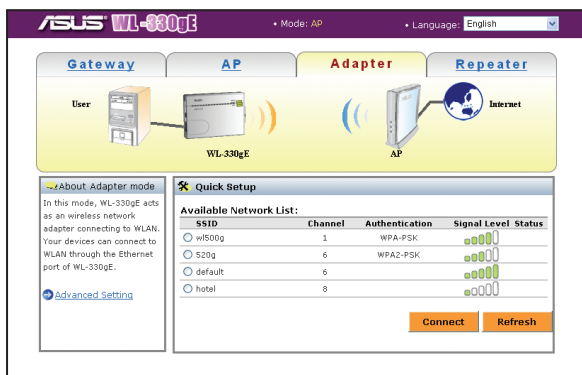 ASUS WL-330gE • Mode: AP • Language: English
Gateway AP Adapter Repeater
User Internet
WL-330gE AP
About Adapter mode
In this mode, WL-330gE acts
as an wireless network
adapter connecting to WLAN.
Your devices can connect to
WLAN through the Ethernet
port of WL-330gE.
Advanced Setting
Quick Setup
Available Network List:
SSID Channel Authentication Signal Level Status
wl500g 1 WPA-PSK
520g 6 WPA2-PSK
default 6
hotel 8
Connect Refresh